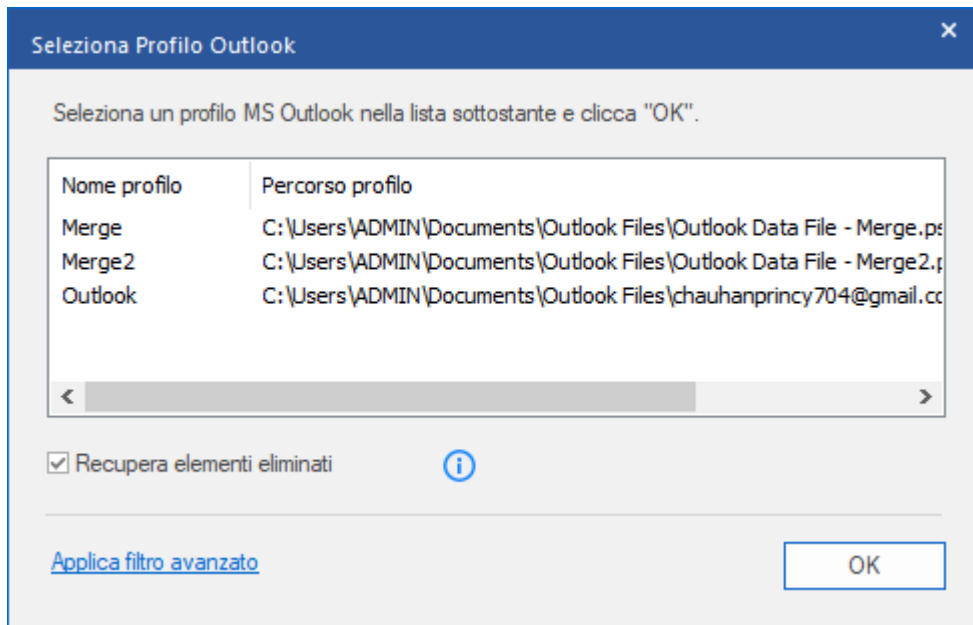 Seleziona Profilo Outlook
Seleziona un profilo MS Outlook nella lista sottostante e clicca "OK".
Nome profilo Percorso profilo
Merge C:\Users\ADMIN\Documents\Outlook Files\Outlook Data File - Merge.ps
Merge2 C:\Users\ADMIN\Documents\Outlook Files\Outlook Data File - Merge2.p
Outlook C:\Users\ADMIN\Documents\Outlook Files\chauhanprincy704@gmail.co
Recupera elementi eliminati
Applica filtro avanzato OK